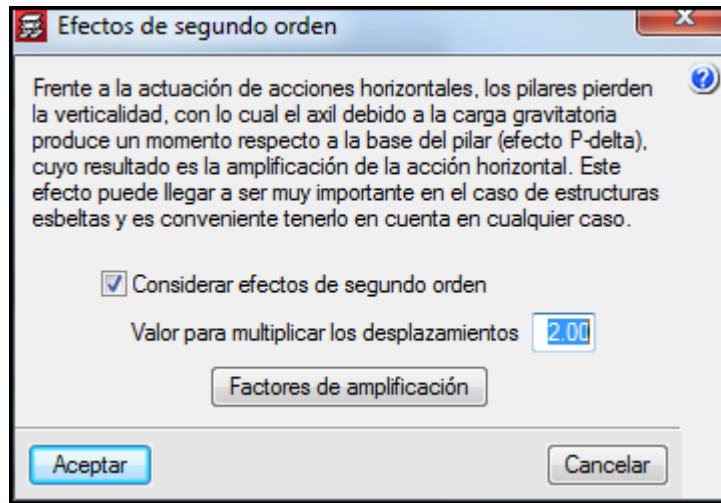 Efectos de segundo orden
Frente a la actuación de acciones horizontales, los pilares pierden
la verticalidad, con lo cual el axil debido a la carga gravitatoria
produce un momento respecto a la base del pilar (efecto P-delta),
cuyo resultado es la amplificación de la acción horizontal. Este
efecto puede llegar a ser muy importante en el caso de estructuras
esbeltas y es conveniente tenerlo en cuenta en cualquier caso.
Considerar efectos de segundo orden
Valor para multiplicar los desplazamientos 2.00
Factores de amplificación
Aceptar Cancelar